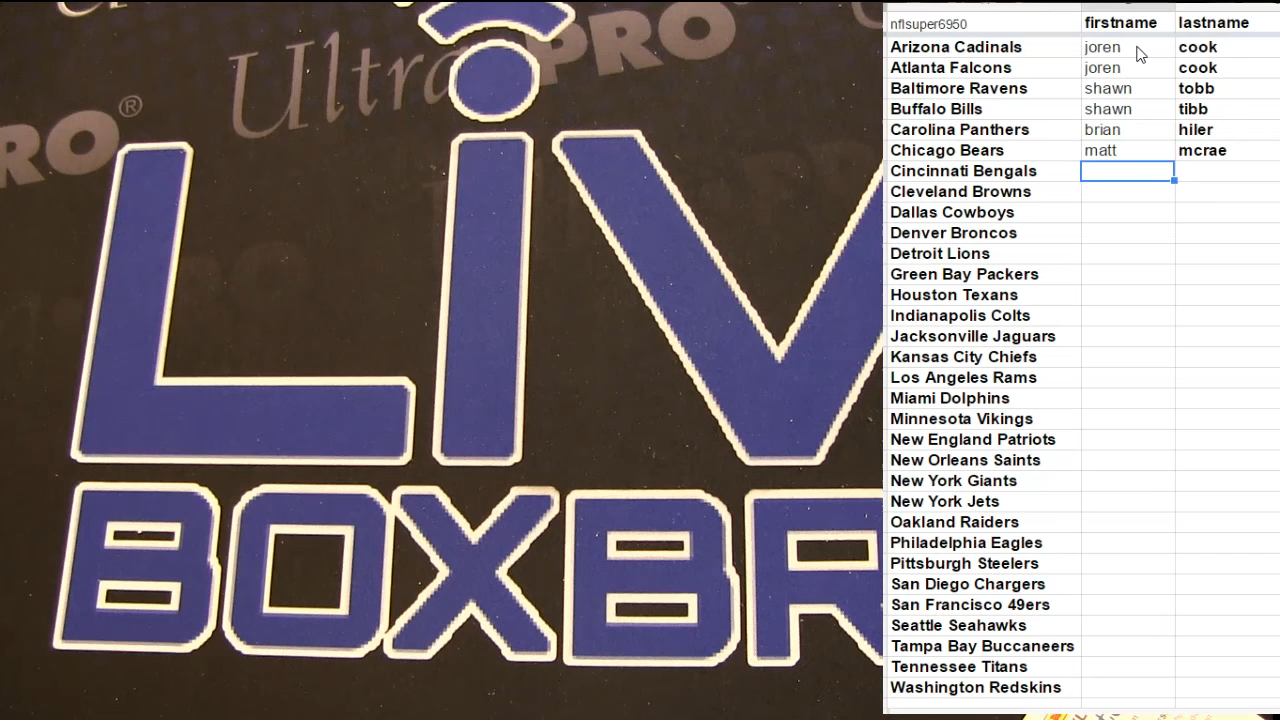 Ultra PRO
RO®
LiV
BOXBR
nflsuper6950 firstname lastname
Arizona Cadinals joren cook
Atlanta Falcons joren cook
Baltimore Ravens shawn tobb
Buffalo Bills shawn tibb
Carolina Panthers brian hiler
Chicago Bears matt mcrae
Cincinnati Bengals
Cleveland Browns
Dallas Cowboys
Denver Broncos
Detroit Lions
Green Bay Packers
Houston Texans
Indianapolis Colts
Jacksonville Jaguars
Kansas City Chiefs
Los Angeles Rams
Miami Dolphins
Minnesota Vikings
New England Patriots
New Orleans Saints
New York Giants
New York Jets
Oakland Raiders
Philadelphia Eagles
Pittsburgh Steelers
San Diego Chargers
San Francisco 49ers
Seattle Seahawks
Tampa Bay Buccaneers
Tennessee Titans
Washington Redskins